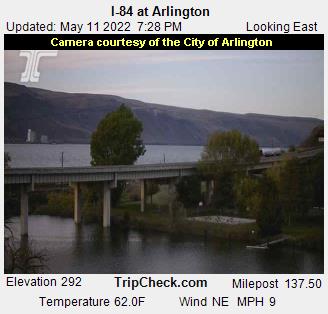 I-84 at Arlington
Updated: May 11 2022 7:28 PM Looking East
Camera courtesy of the City of Arlington
Elevation 292 TripCheck.com Milepost 137.50
Temperature 62.0F Wind NE MPH 9